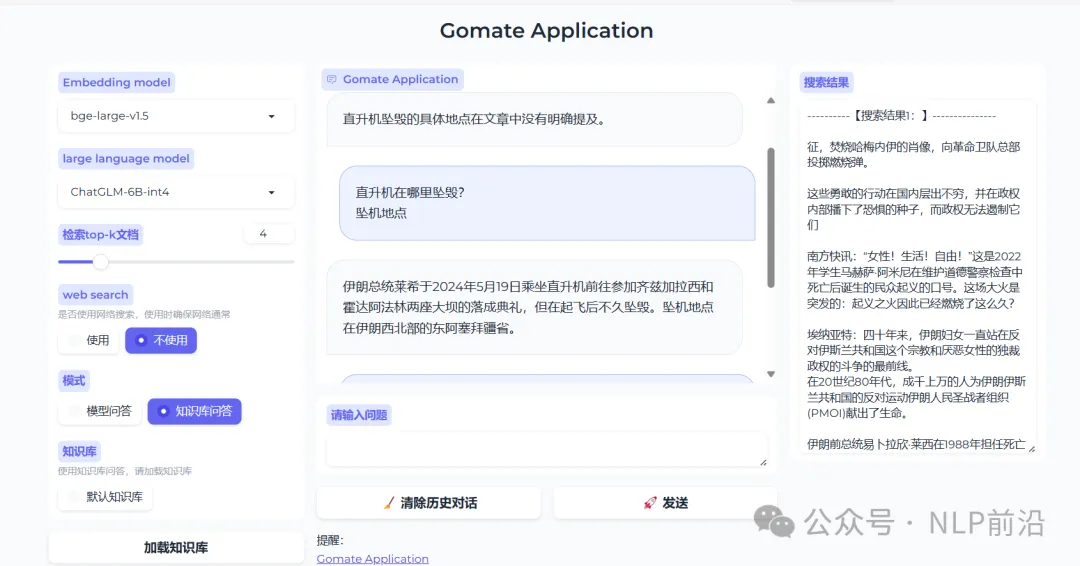 Gomate Application
Embedding model
bge-large-v1.5
large language model
ChatGLM-6B-int4
检索top-k文档
4
web search
是否使用网络搜索，使用时确保网络通常
使用
不使用
模式
模型问答
知识库问答
知识库
使用知识库问答，请加载知识库
默认知识库
加载知识库
Gomate Application
直升机坠毁的具体地点在文章中没有明确提及。
直升机在哪里坠毁?
坠机地点
伊朗总统莱希于2024年5月19日乘坐直升机前往参加齐兹加拉西和
霍达阿法林两座大坝的落成典礼，但在起飞后不久坠毁。坠机地点
在伊朗西北部的东阿塞拜疆省。
请输入问题
清除历史对话
发送
提醒：
Gomate Application
搜索结果
----------【搜索结果1：】---------------
征，焚烧哈梅内伊的肖像，向革命卫队总部
投掷燃烧弹。
这些勇敢的行动在国内层出不穷，并在政权
内部播下了恐惧的种子，而政权无法遏制它
们
南方快讯：“女性！生活！自由！”这是2022
年学生马赫萨·阿米尼在维护道德警察检查中
死亡后诞生的民众起义的口号。这场大火是
突发的：起义之火因此已经燃烧了这么久？
埃纳亚特：四十年来，伊朗妇女一直站在反
对伊斯兰共和国这个宗教和厌恶女性的独裁
政权的斗争的最前线。
在20世纪80年代，成千上万的人为伊朗伊斯
兰共和国的反对运动伊朗人民圣战者组织
(PMOI)献出了生命。
伊朗前总统易卜拉欣·莱西在1988年担任死亡
公众号 · NLP前沿